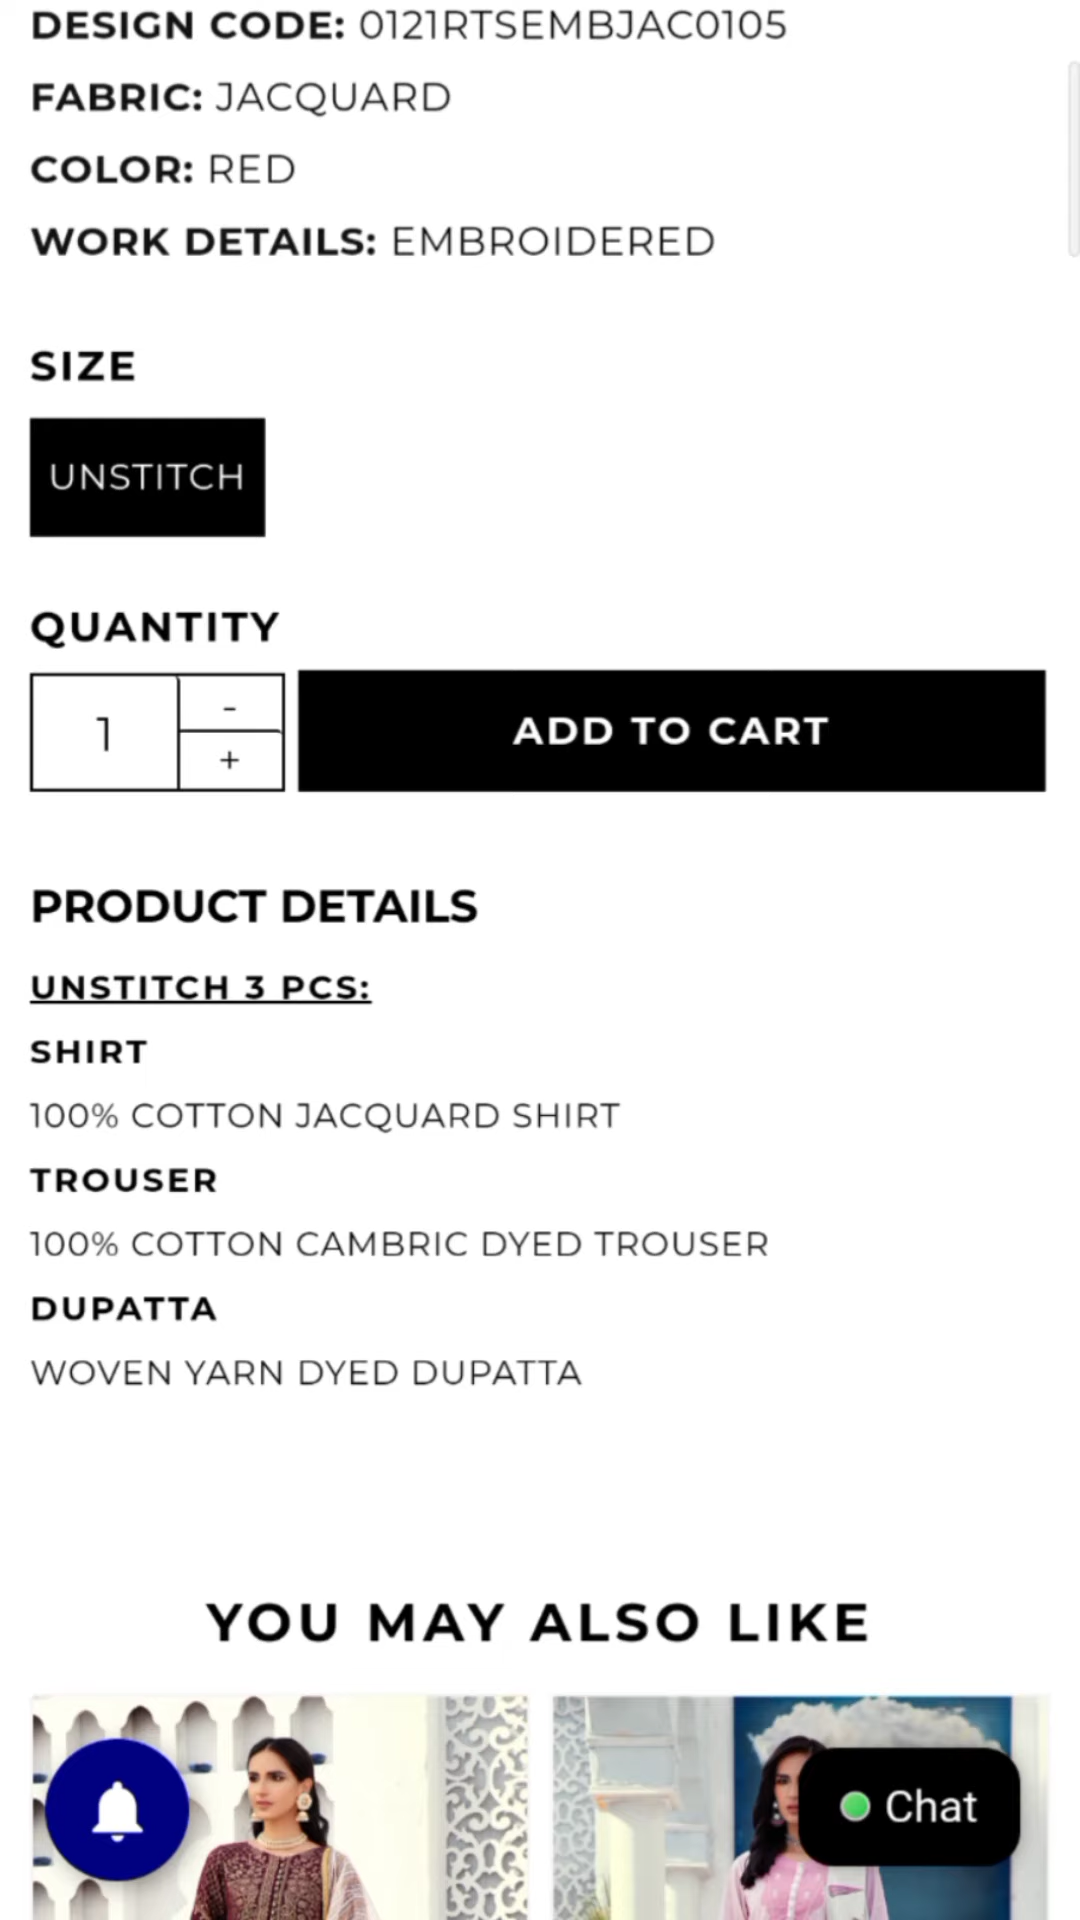 DESIGN CODE: 0121RTSEMBJAC0105
FABRIC: JACQUARD
COLOR: RED
WORK DETAILS: EMBROIDERED
SIZE
UNSTITCH
QUANTITY
1
-
+
ADD TO CART
PRODUCT DETAILS
UNSTITCH 3 PCS:
SHIRT
100% COTTON JACQUARD SHIRT
TROUSER
100% COTTON CAMBRIC DYED TROUSER
DUPATTA
WOVEN YARN DYED DUPATTA
YOU MAY ALSO LIKE
Chat